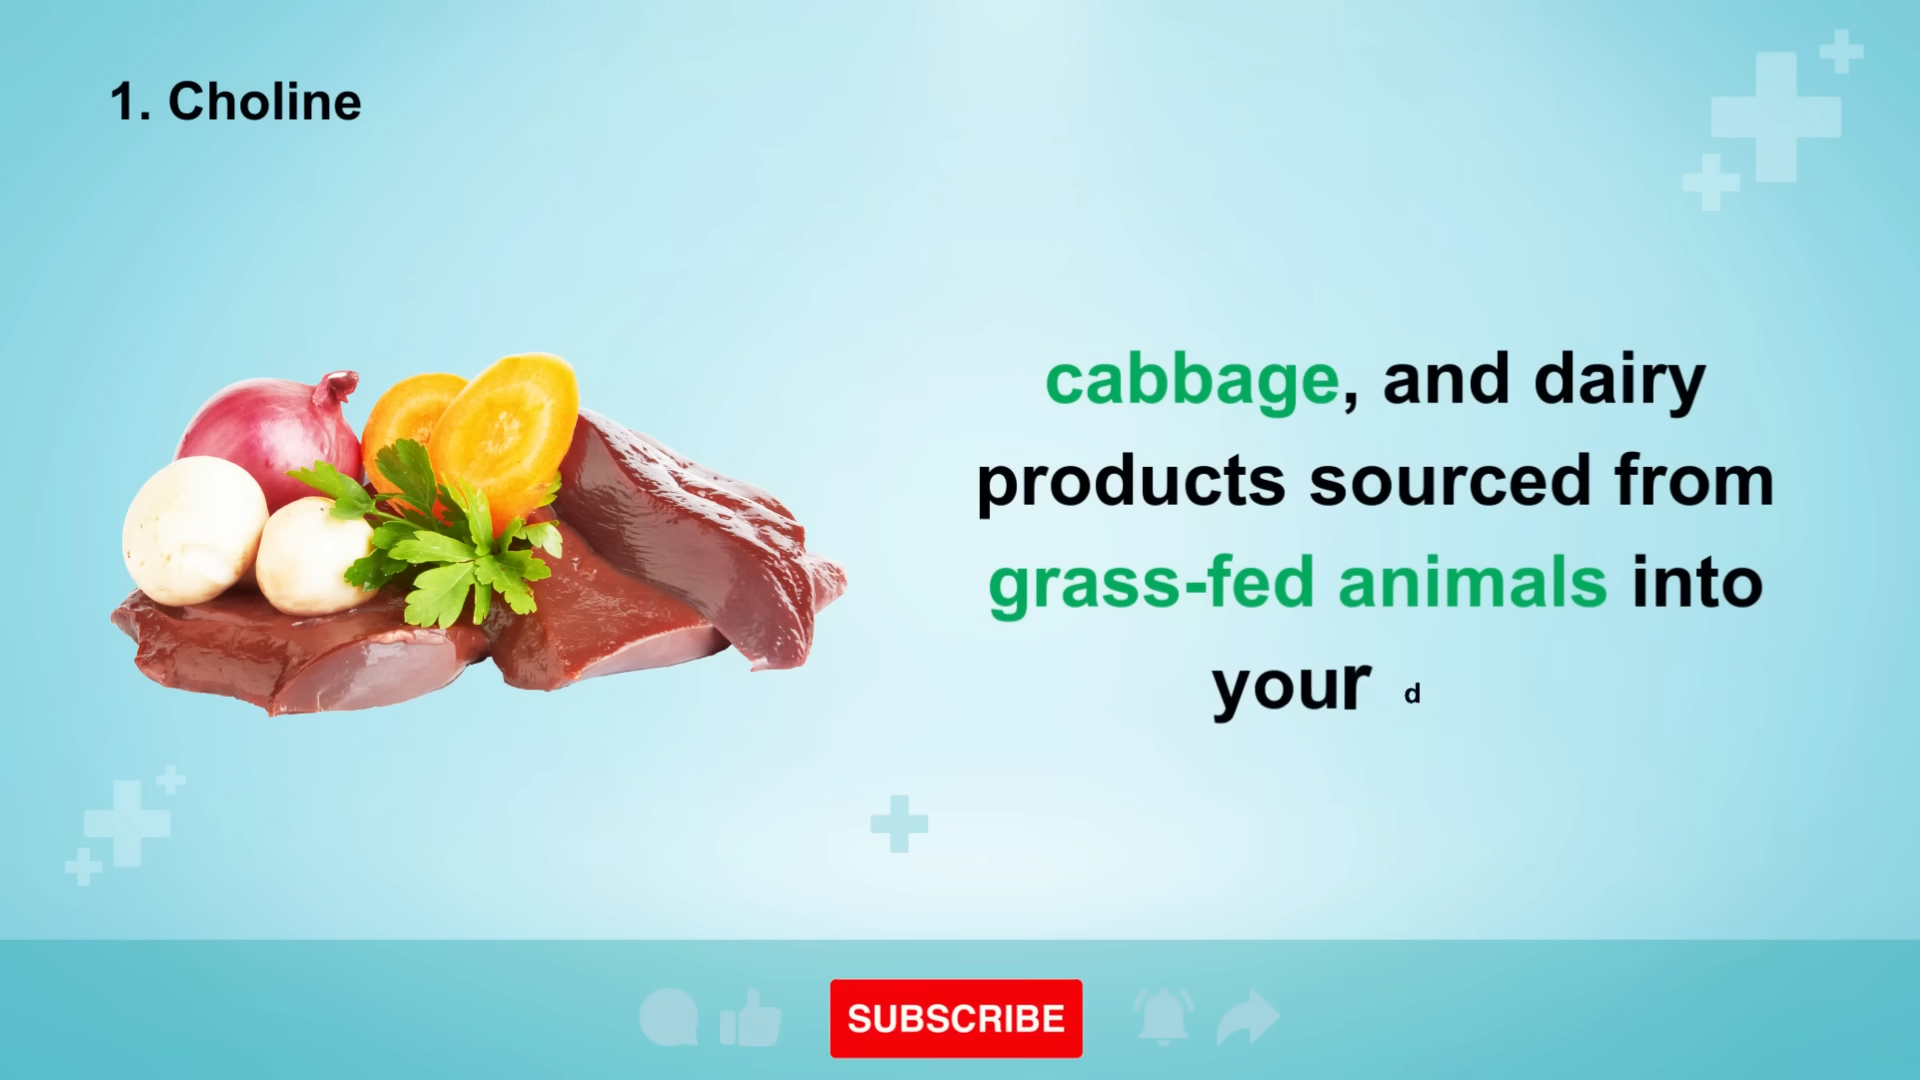 1. Choline
cabbage, and dairy
products sourced from
grass-fed animals into
your d
SUBSCRIBE